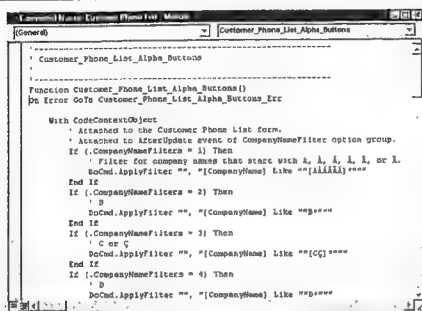 (General)
Customer_Phone_List_Alpha_Buttons
'------------------------------------------------------------
' Customer_Phone_List_Alpha_Buttons
'
'------------------------------------------------------------
Function Customer_Phone_List_Alpha_Buttons()
On Error GoTo Customer_Phone_List_Alpha_Buttons_Err
With CodeContextObject
' Attached to the Customer Phone List form.
' Attached to AfterUpdate event of CompanyNameFilter option group.
If (.CompanyNameFilters = 1) Then
' Filter for company names that start with A, À, Á, Â, Ã, or Ä.
DoCmd.ApplyFilter "", "[CompanyName] Like ""[AÀÁÂÃÄ]*"""
End If
If (.CompanyNameFilters = 2) Then
' B
DoCmd.ApplyFilter "", "[CompanyName] Like ""B*"""
End If
If (.CompanyNameFilters = 3) Then
' C or Ç
DoCmd.ApplyFilter "", "[CompanyName] Like ""[CÇ]*"""
End If
If (.CompanyNameFilters = 4) Then
' D
DoCmd.ApplyFilter "", "[CompanyName] Like ""D*"""